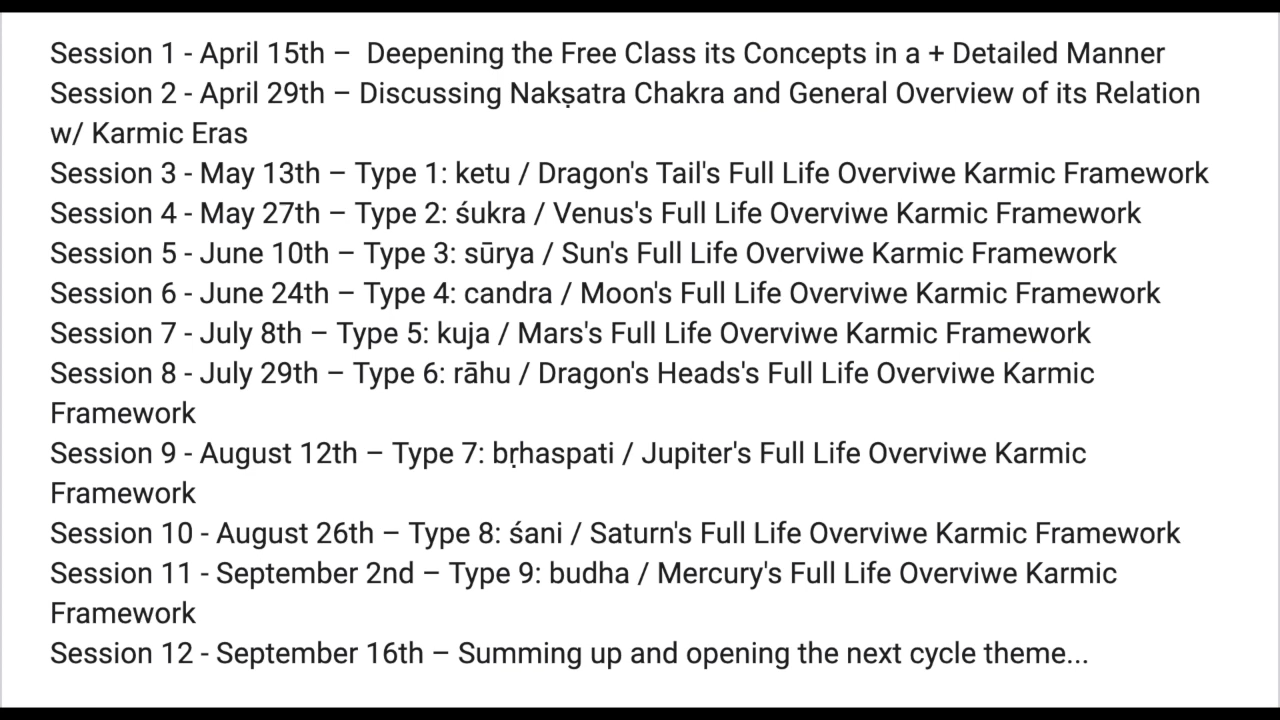 Session 1 - April 15th –  Deepening the Free Class its Concepts in a + Detailed Manner
Session 2 - April 29th – Discussing Nakṣatra Chakra and General Overview of its Relation
w/ Karmic Eras
Session 3 - May 13th – Type 1: ketu / Dragon's Tail's Full Life Overviwe Karmic Framework
Session 4 - May 27th – Type 2: śukra / Venus's Full Life Overviwe Karmic Framework
Session 5 - June 10th – Type 3: sūrya / Sun's Full Life Overviwe Karmic Framework
Session 6 - June 24th – Type 4: candra / Moon's Full Life Overviwe Karmic Framework
Session 7 - July 8th – Type 5: kuja / Mars's Full Life Overviwe Karmic Framework
Session 8 - July 29th – Type 6: rāhu / Dragon's Heads's Full Life Overviwe Karmic
Framework
Session 9 - August 12th – Type 7: bṛhaspati / Jupiter's Full Life Overviwe Karmic
Framework
Session 10 - August 26th – Type 8: śani / Saturn's Full Life Overviwe Karmic Framework
Session 11 - September 2nd – Type 9: budha / Mercury's Full Life Overviwe Karmic
Framework
Session 12 - September 16th – Summing up and opening the next cycle theme...